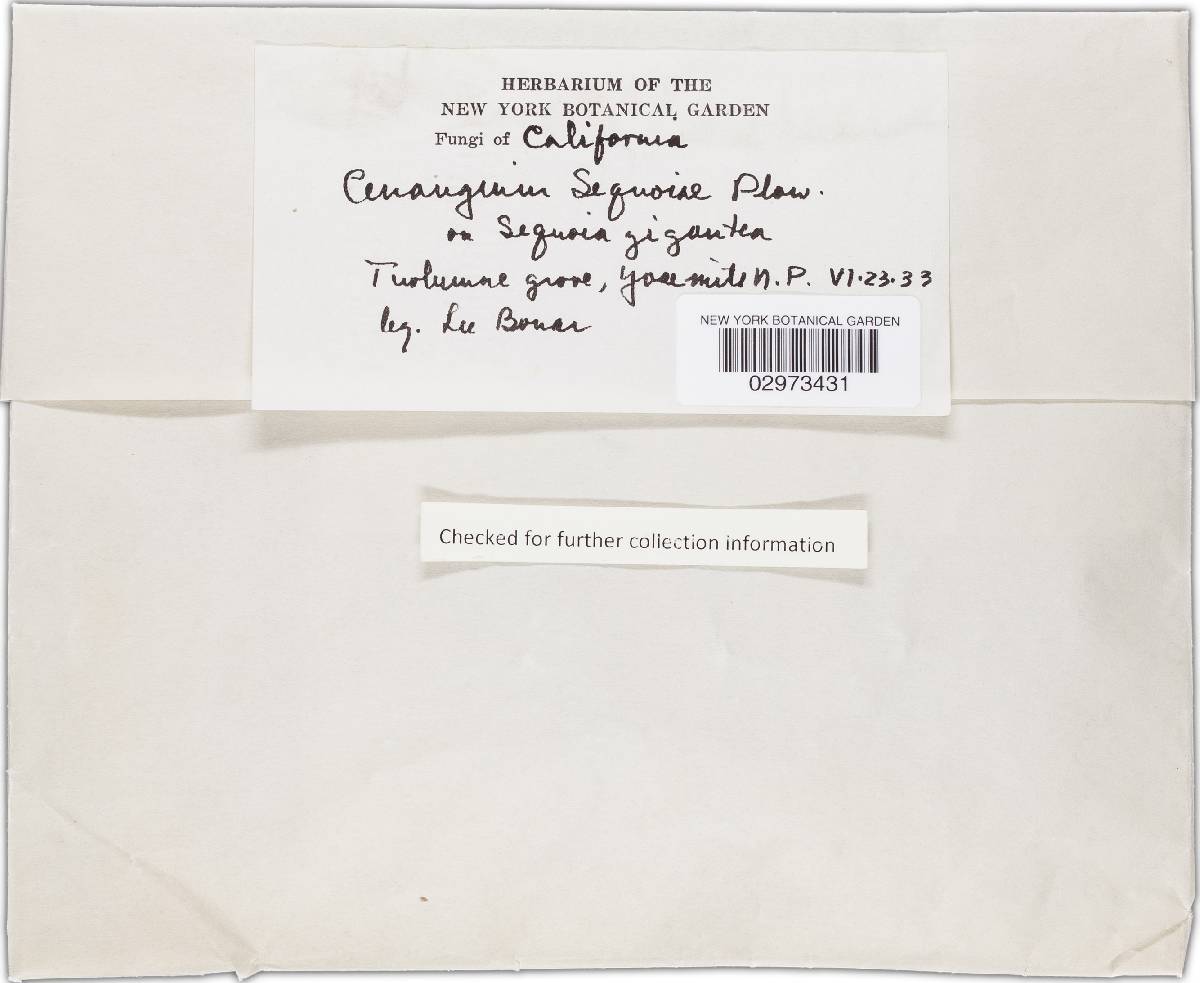 HERBARIUM OF THE
NEW YORK BOTANICAL GARDEN
Fungi of California
Cenangium Sequoiae Plow.
on Sequoia gigantea
Tuolumne grove, Yosemite N.P. VI.23.33
leg. Lee Bonar
NEW YORK BOTANICAL GARDEN
02973431
Checked for further collection information